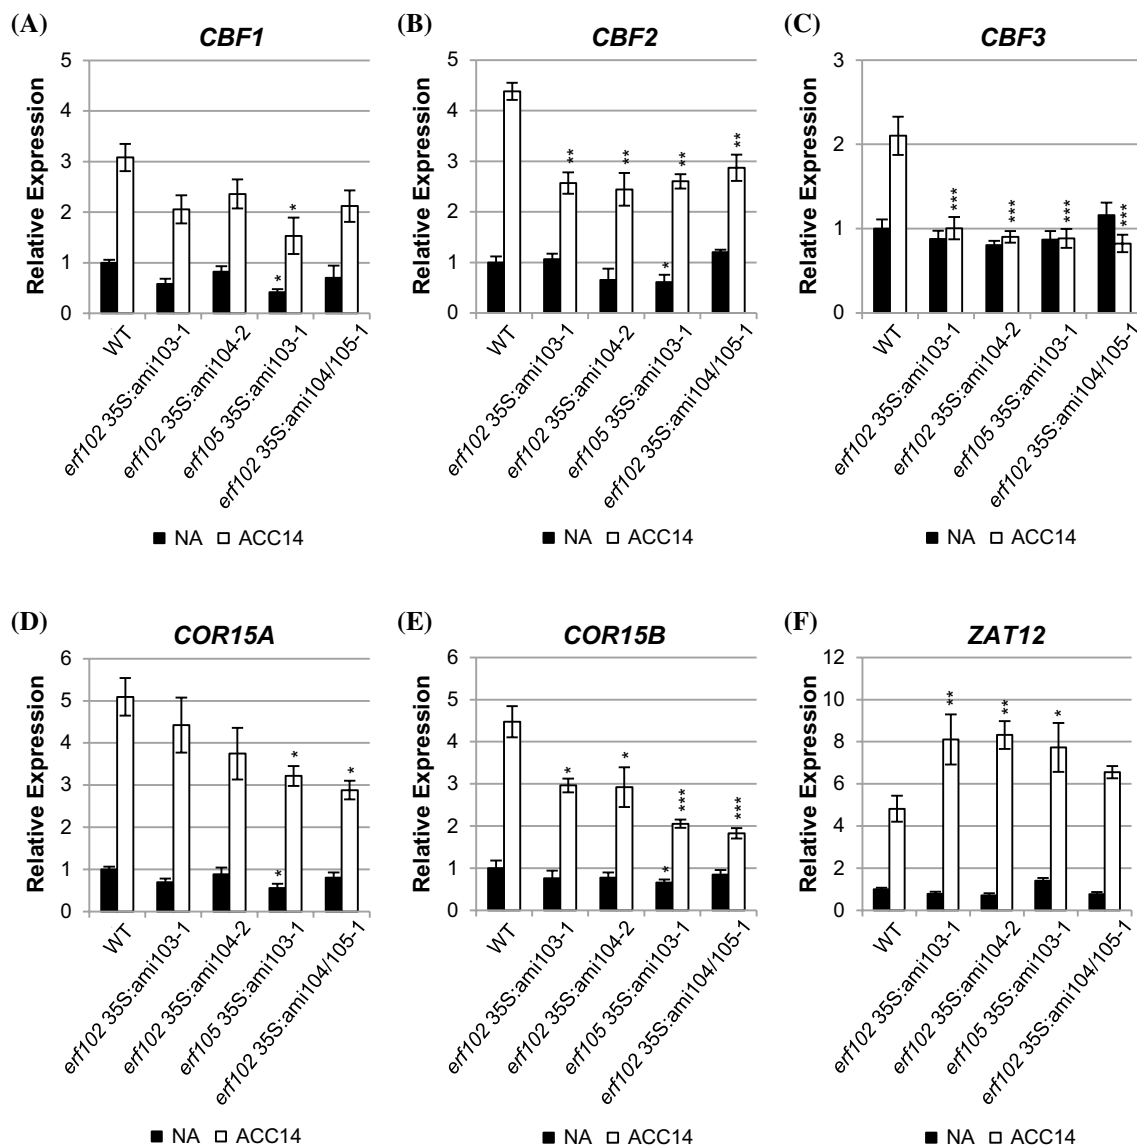 (A)
CBF1
Relative Expression
5
4
3
2
1
0
*
*
WT
erf102 35S:ami103-1
erf102 35S:ami104-2
erf105 35S:ami103-1
erf102 35S:ami104/105-1
NA ACC14
(B)
CBF2
Relative Expression
5
4
3
2
1
0
**
**
*
**
**
WT
erf102 35S:ami103-1
erf102 35S:ami104-2
erf105 35S:ami103-1
erf102 35S:ami104/105-1
NA ACC14
(C)
CBF3
Relative Expression
3
2
1
0
***
***
***
***
WT
erf102 35S:ami103-1
erf102 35S:ami104-2
erf105 35S:ami103-1
erf102 35S:ami104/105-1
NA ACC14
(D)
COR15A
Relative Expression
6
5
4
3
2
1
0
*
*
*
WT
erf102 35S:ami103-1
erf102 35S:ami104-2
erf105 35S:ami103-1
erf102 35S:ami104/105-1
NA ACC14
(E)
COR15B
Relative Expression
6
5
4
3
2
1
0
*
*
*
***
***
WT
erf102 35S:ami103-1
erf102 35S:ami104-2
erf105 35S:ami103-1
erf102 35S:ami104/105-1
NA ACC14
(F)
ZAT12
Relative Expression
12
10
8
6
4
2
0
**
**
*
WT
erf102 35S:ami103-1
erf102 35S:ami104-2
erf105 35S:ami103-1
erf102 35S:ami104/105-1
NA ACC14